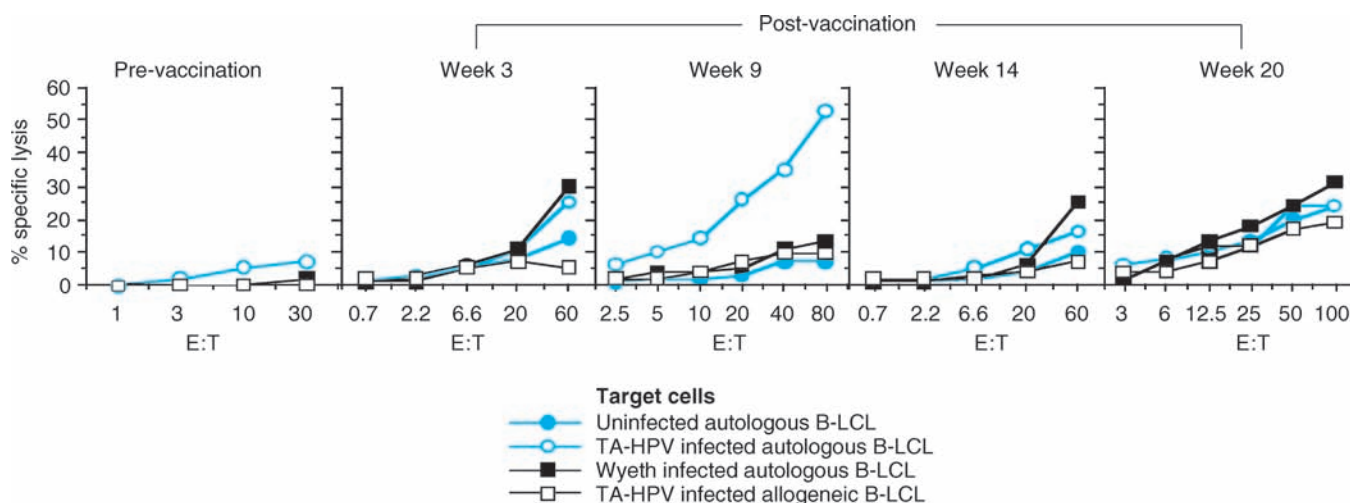 Post-vaccination
Pre-vaccination
Week 3
Week 9
Week 14
Week 20
% specific lysis
60
50
40
30
20
10
0
1 3 10 30
E:T
0.7 2.2 6.6 20 60
E:T
2.5 5 10 20 40 80
E:T
0.7 2.2 6.6 20 60
E:T
3 6 12.5 25 50 100
E:T
Target cells
Uninfected autologous B-LCL
TA-HPV infected autologous B-LCL
Wyeth infected autologous B-LCL
TA-HPV infected allogeneic B-LCL